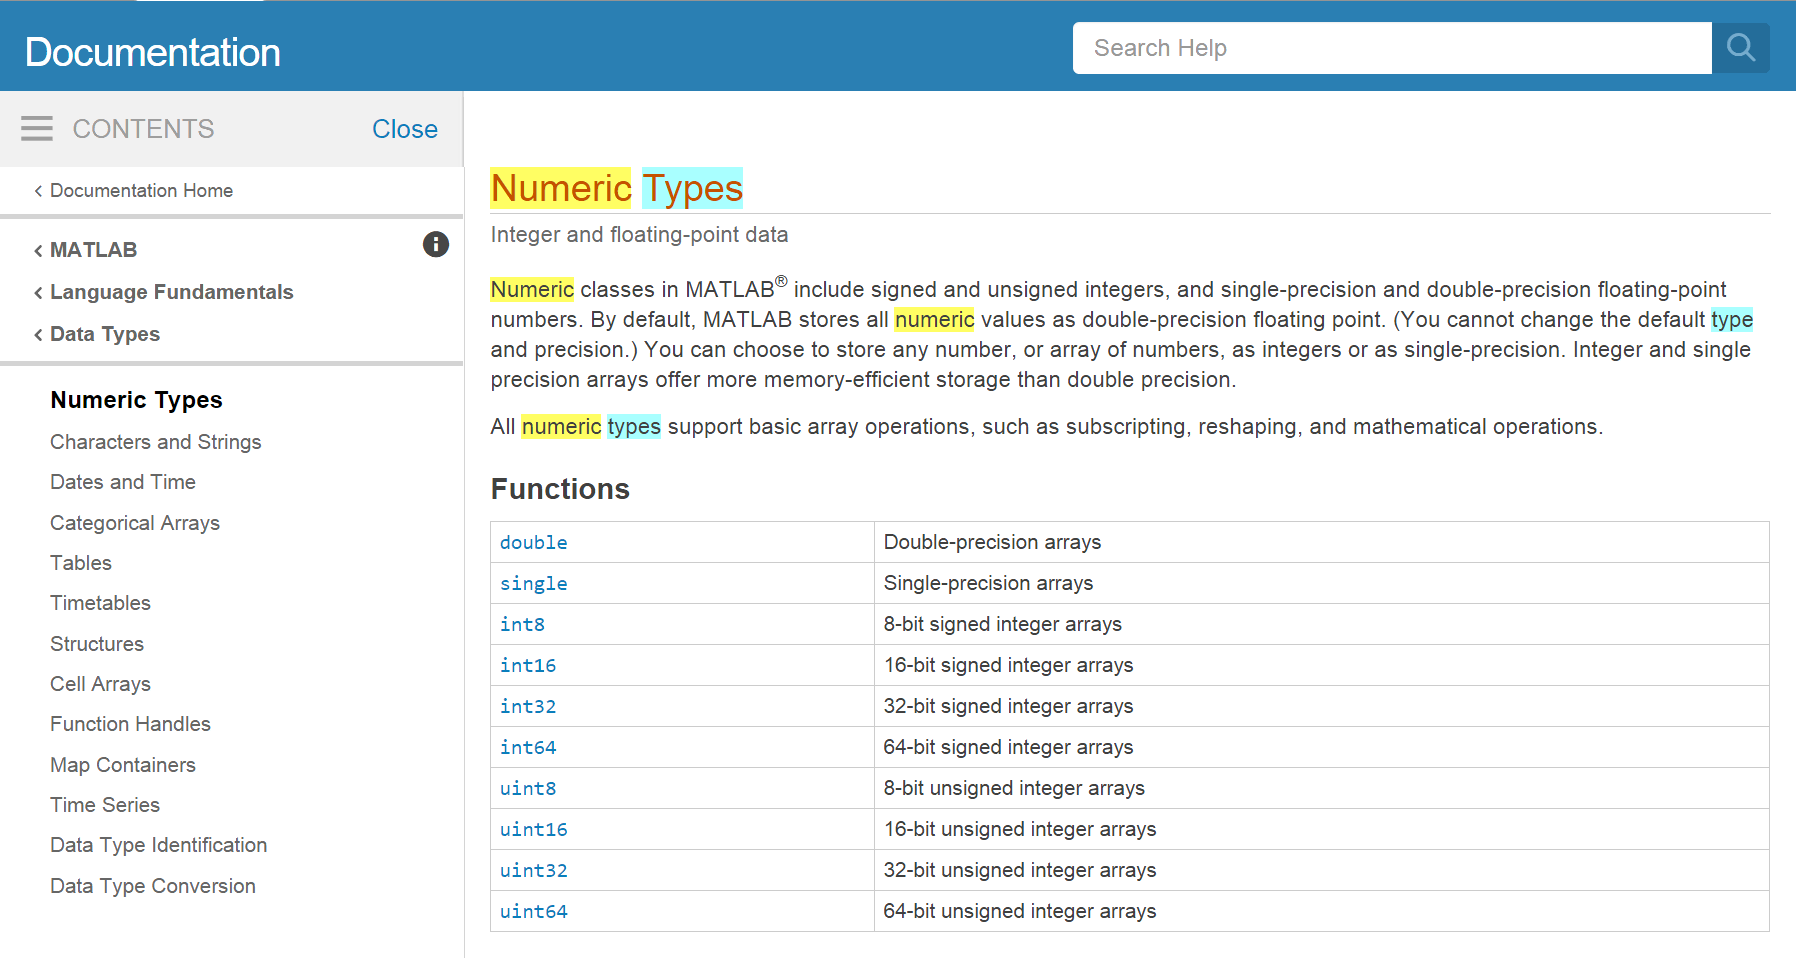 Documentation
Search Help
CONTENTS
Close
‹ Documentation Home
‹ MATLAB
‹ Language Fundamentals
‹ Data Types
Numeric Types
Characters and Strings
Dates and Time
Categorical Arrays
Tables
Timetables
Structures
Cell Arrays
Function Handles
Map Containers
Time Series
Data Type Identification
Data Type Conversion
Numeric Types
Integer and floating-point data
Numeric classes in MATLAB® include signed and unsigned integers, and single-precision and double-precision floating-point
numbers. By default, MATLAB stores all numeric values as double-precision floating point. (You cannot change the default type
and precision.) You can choose to store any number, or array of numbers, as integers or as single-precision. Integer and single
precision arrays offer more memory-efficient storage than double precision.
All numeric types support basic array operations, such as subscripting, reshaping, and mathematical operations.
Functions
double Double-precision arrays
single Single-precision arrays
int8 8-bit signed integer arrays
int16 16-bit signed integer arrays
int32 32-bit signed integer arrays
int64 64-bit signed integer arrays
uint8 8-bit unsigned integer arrays
uint16 16-bit unsigned integer arrays
uint32 32-bit unsigned integer arrays
uint64 64-bit unsigned integer arrays